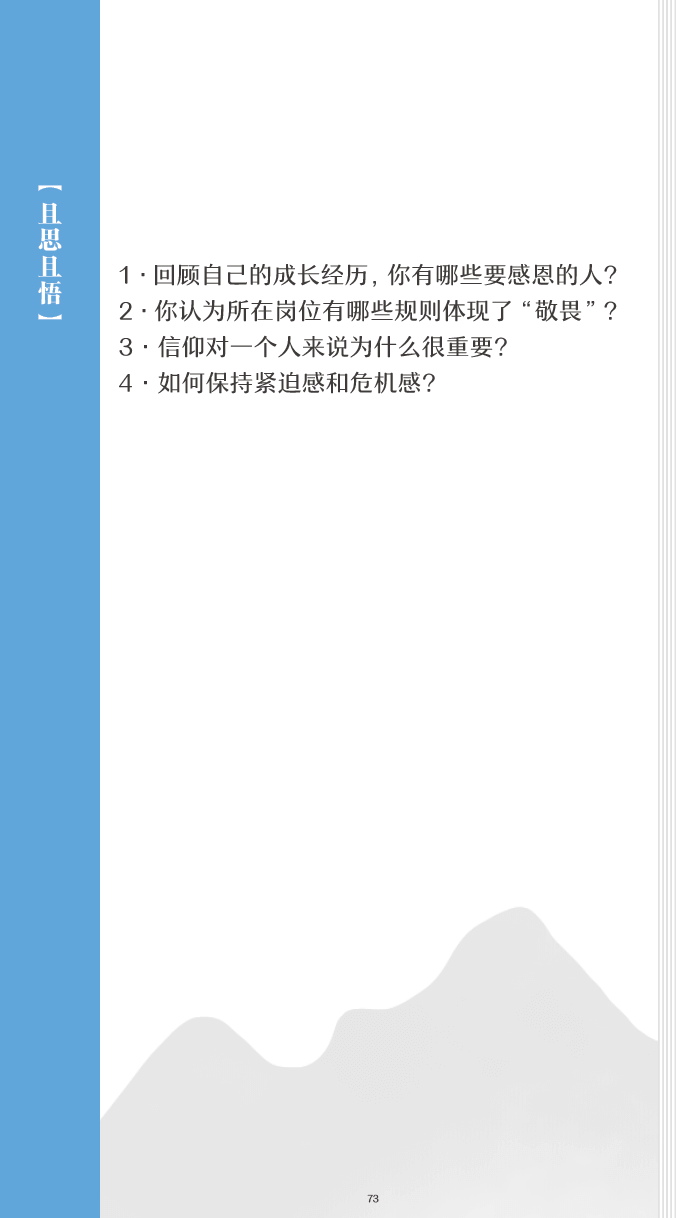 【且思且悟】
1·回顾自己的成长经历，你有哪些要感恩的人？
2·你认为所在岗位有哪些规则体现了“敬畏”？
3·信仰对一个人来说为什么很重要？
4·如何保持紧迫感和危机感？
73